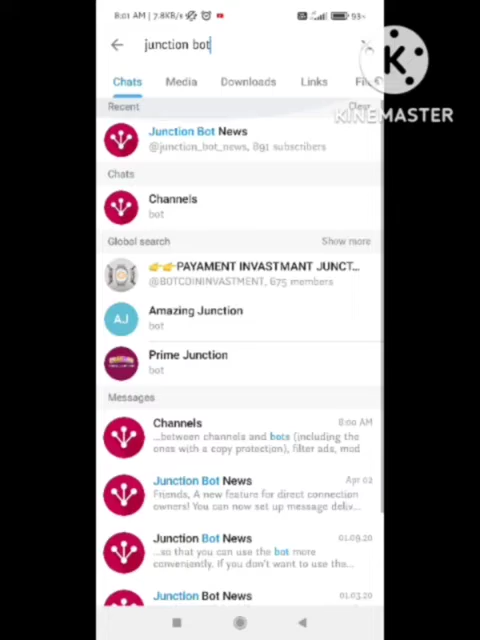 8:01 AM | 7.8KB/s
93%
junction bot
K
KINEMASTER
Chats Media Downloads Links
Recent
Junction Bot News
@junction_bot_news, 891 subscribers
Chats
Channels
bot
Global search Show more
👉👉PAYAMENT INVASTMANT JUNCT...
@BOTCOININVASTMENT, 675 members
AJ
Amazing Junction
bot
Prime Junction
bot
Messages
Channels 8:00 AM
...between channels and bots (including the
ones with a copy protection), filter ads, mod
Junction Bot News Apr 02
Friends, A new feature for direct connection
owners! You can now set up message deliv...
Junction Bot News 01.09.20
...so that you can use the bot more
conveniently. If you don't want to use the...
Junction Bot News 01.03.20